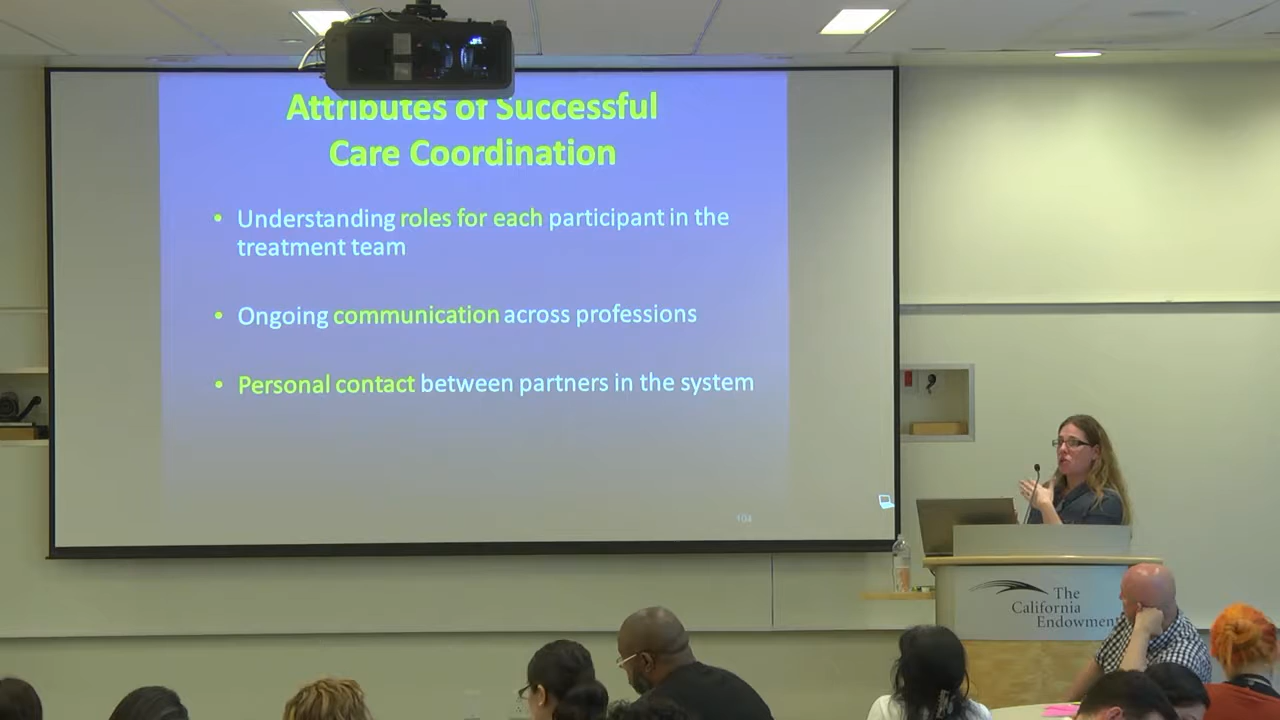 Attributes of Successful
Care Coordination
• Understanding roles for each participant in the
treatment team
• Ongoing communication across professions
• Personal contact between partners in the system
104
The
California
Endowment